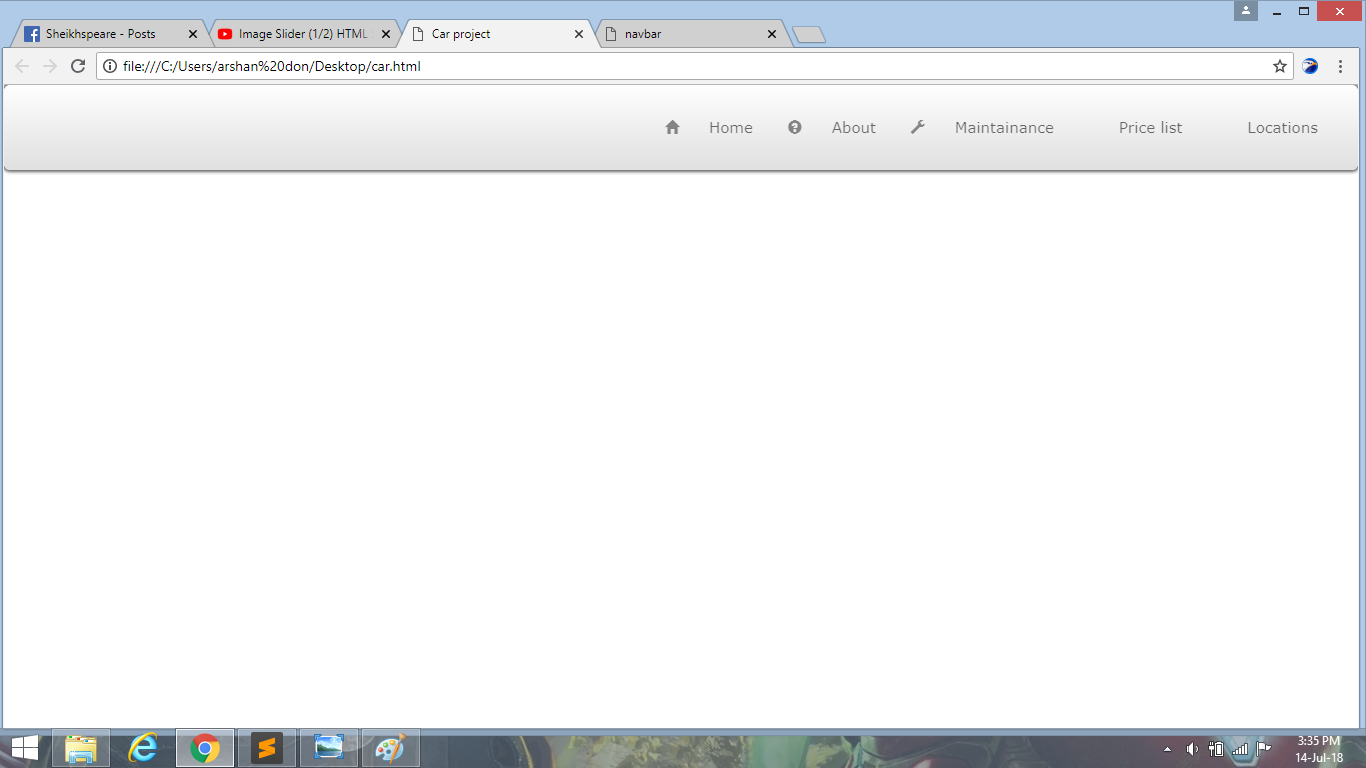 Sheikhspeare - Posts Image Slider (1/2) HTML Car project navbar
file:///C:/Users/arshan%20don/Desktop/car.html
Home About Maintainance Price list Locations
3:35 PM
14-Jul-18